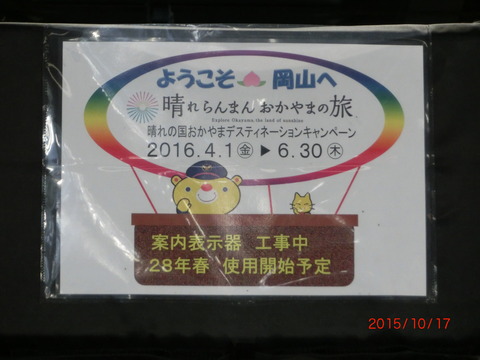 ようこそ 岡山へ
晴れらんまん おかやまの旅
Explore Okayama, the land of sunshine
晴れの国おかやまデスティネーションキャンペーン
2016.4.1金▶6.30木
案内表示器 工事中
28年春 使用開始予定
2015/10/17